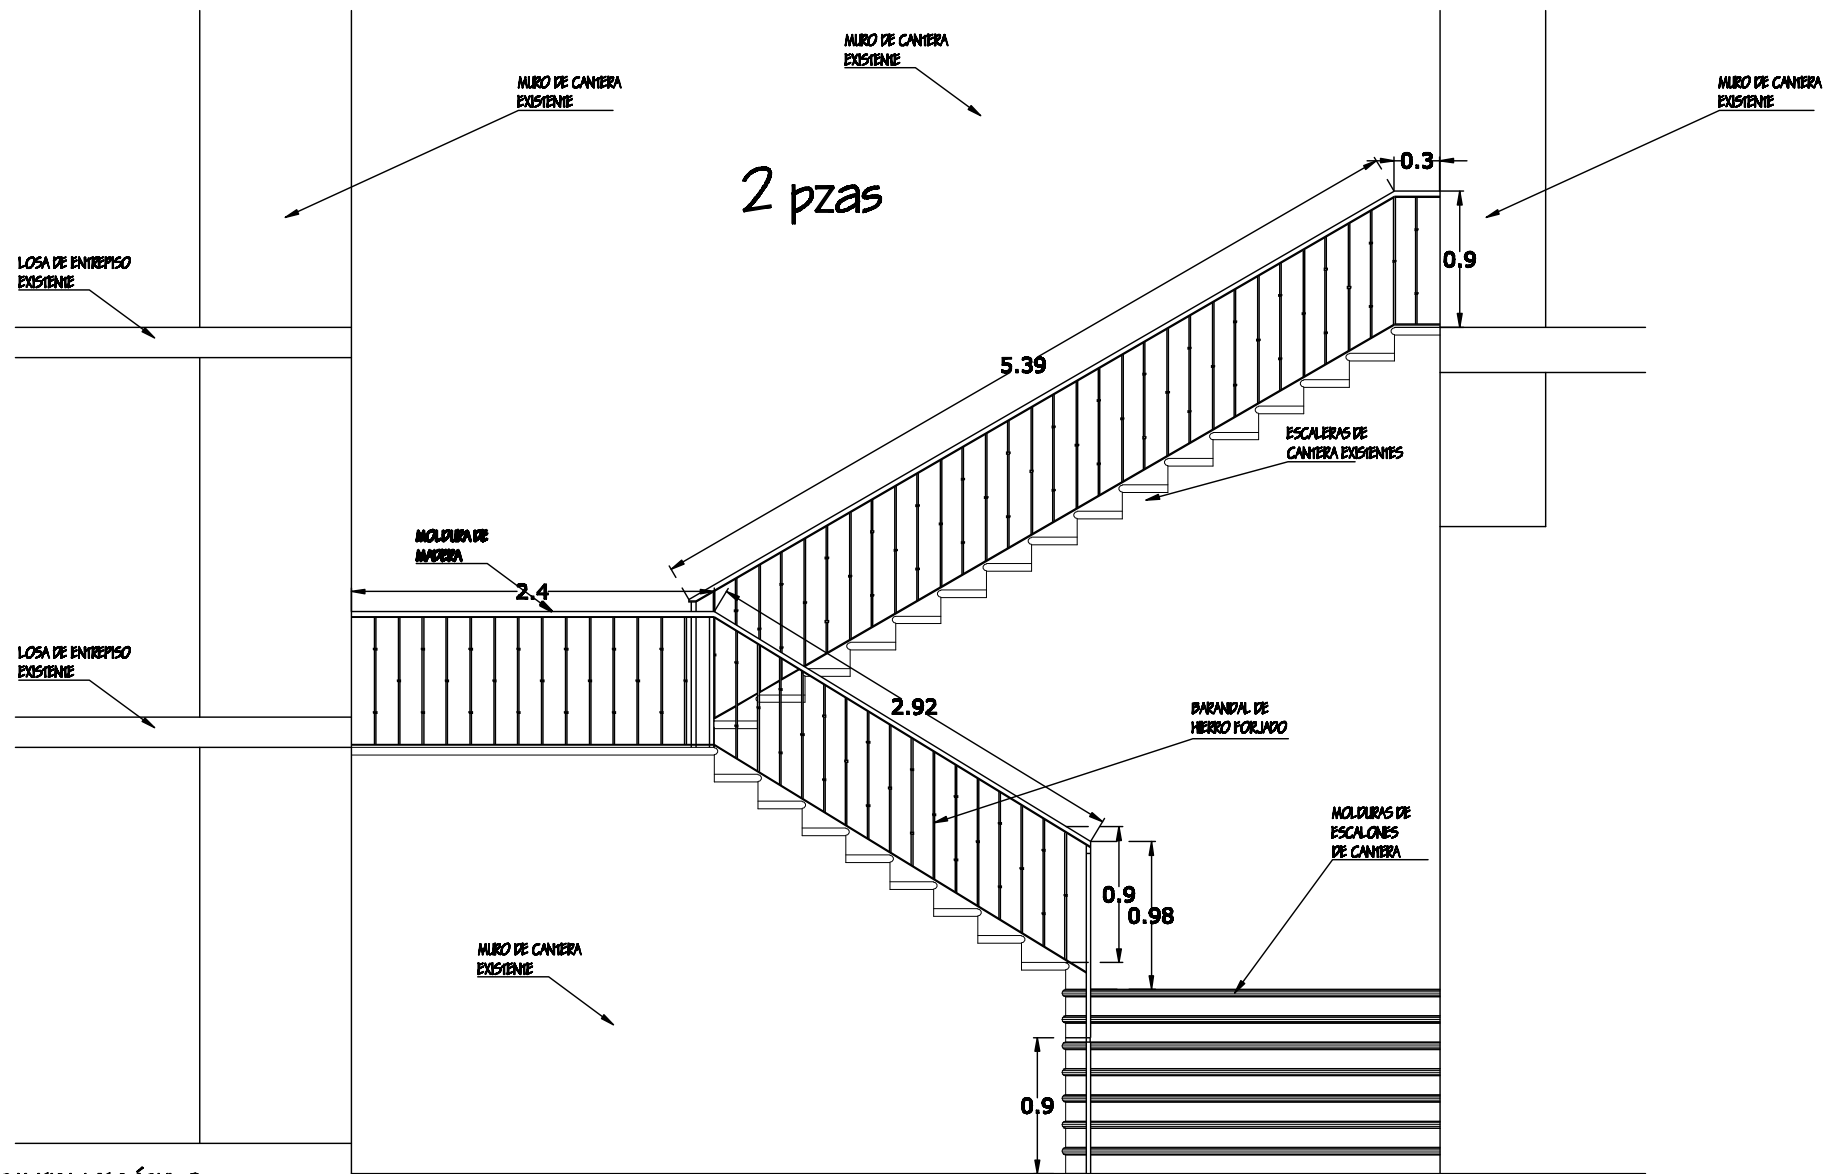 MURO DE CANTERA
EXISTENTE
MURO DE CANTERA
EXISTENTE
MURO DE CANTERA
EXISTENTE
2 pzas
0.3
0.9
LOSA DE ENTREPISO
EXISTENTE
5.39
ESCALERAS DE
CANTERA EXISTENTES
MOLDURA DE
MADERA
2.4
LOSA DE ENTREPISO
EXISTENTE
2.92
BARANDAL DE
HIERRO FORJADO
MOLDURAS DE
ESCALONES
DE CANTERA
0.9
0.98
MURO DE CANTERA
EXISTENTE
0.9